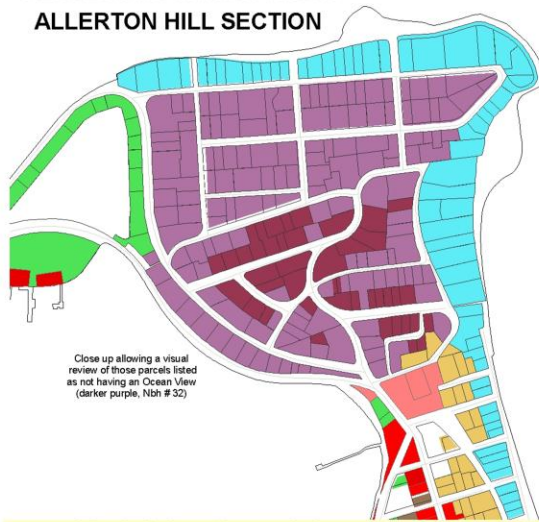 ALLERTON HILL SECTION
Close up allowing a visual
review of those parcels listed
as not having an Ocean View
(darker purple, Nbh # 32)